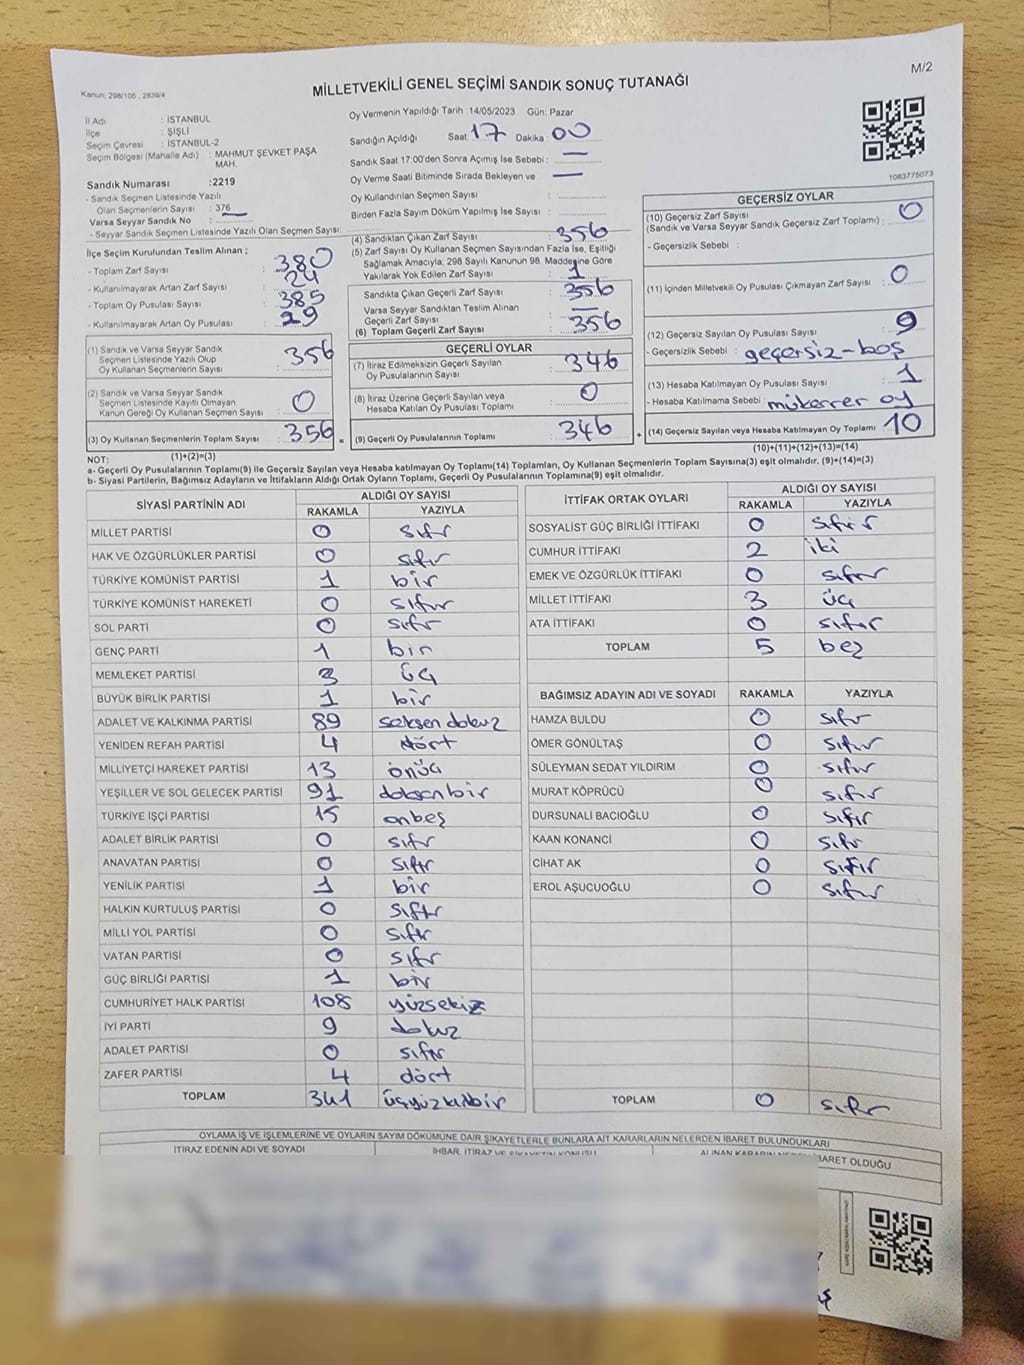 M/2
Kanun: 298/105 , 2839/4
MİLLETVEKİLİ GENEL SEÇİMİ SANDIK SONUÇ TUTANAĞI
İl Adı : İSTANBUL
İlçe : ŞİŞLİ
Seçim Çevresi : İSTANBUL-2
Seçim Bölgesi (Mahalle Adı) : MAHMUT ŞEVKET PAŞA
MAH.
Sandık Numarası :2219
- Sandık Seçmen Listesinde Yazılı
Olan Seçmenlerin Sayısı : 376
Varsa Seyyar Sandık No :
- Seyyar Sandık Seçmen Listesinde Yazılı Olan Seçmen Sayısı:
Oy Vermenin Yapıldığı Tarih :14/05/2023 Gün: Pazar
Sandığın Açıldığı Saat: 17 Dakika: 00
Sandık Saat 17:00'den Sonra Açımış İse Sebebi : —
Oy Verme Saati Bitiminde Sırada Bekleyen ve —
Oy Kullandırılan Seçmen Sayısı :
Birden Fazla Sayım Döküm Yapılmış İse Sayısı :
1083775073
İlçe Seçim Kurulundan Teslim Alınan ;
- Toplam Zarf Sayısı : 380
- Kullanılmayarak Artan Zarf Sayısı : 24
- Toplam Oy Pusulası Sayısı : 385
- Kullanılmayarak Artan Oy Pusulası : 29
(1) Sandık ve Varsa Seyyar Sandık
Seçmen Listesinde Yazılı Olup
Oy Kullanan Seçmenlerin Sayısı : 356
(2) Sandık ve Varsa Seyyar Sandık
Seçmen Listesinde Kayıtlı Olmayan
Kanun Gereği Oy Kullanan Seçmen Sayısı : 0
(3) Oy Kullanan Seçmenlerin Toplam Sayısı : 356
(4) Sandıktan Çıkan Zarf Sayısı : 356
(5) Zarf Sayısı Oy Kullanan Seçmen Sayısından Fazla İse, Eşitliği
Sağlamak Amacıyla, 298 Sayılı Kanunun 98. Maddesine Göre
Yakılarak Yok Edilen Zarf Sayısı : 1
Sandıkta Çıkan Geçerli Zarf Sayısı : 356
Varsa Seyyar Sandıktan Teslim Alınan
Geçerli Zarf Sayısı : —
(6) Toplam Geçerli Zarf Sayısı : 356
GEÇERLİ OYLAR
(7) İtiraz Edilmeksizin Geçerli Sayılan
Oy Pusulalarının Sayısı : 346
(8) İtiraz Üzerine Geçerli Sayılan veya
Hesaba Katılan Oy Pusulası Toplamı : 0
= (9) Geçerli Oy Pusulalarının Toplamı : 346
GEÇERSİZ OYLAR
(10) Geçersiz Zarf Sayısı
(Sandık ve Varsa Seyyar Sandık Geçersiz Zarf Toplamı) : 0
- Geçersizlik Sebebi :
(11) İçinden Milletvekili Oy Pusulası Çıkmayan Zarf Sayısı : 0
(12) Geçersiz Sayılan Oy Pusulası Sayısı : 9
- Geçersizlik Sebebi : geçersiz-boş
(13) Hesaba Katılmayan Oy Pusulası Sayısı : 1
- Hesaba Katılmama Sebebi : mükerrer oy
+ (14) Geçersiz Sayılan veya Hesaba Katılmayan Oy Toplamı : 10
NOT: (1)+(2)=(3)
(10)+(11)+(12)+(13)=(14)
a- Geçerli Oy Pusulalarının Toplamı(9) ile Geçersiz Sayılan veya Hesaba katılmayan Oy Toplamı(14) Toplamları, Oy Kullanan Seçmenlerin Toplam Sayısına(3) eşit olmalıdır. (9)+(14)=(3)
b- Siyasi Partilerin, Bağımsız Adayların ve İttifakların Aldığı Ortak Oyların Toplamı, Geçerli Oy Pusulalarının Toplamına(9) eşit olmalıdır.
SİYASİ PARTİNİN ADI ALDIĞI OY SAYISI
RAKAMLA YAZIYLA
MİLLET PARTİSİ 0 sıfır
HAK VE ÖZGÜRLÜKLER PARTİSİ 0 sıfır
TÜRKİYE KOMÜNİST PARTİSİ 1 bir
TÜRKİYE KOMÜNİST HAREKETİ 0 sıfır
SOL PARTİ 0 sıfır
GENÇ PARTİ 1 bir
MEMLEKET PARTİSİ 3 üç
BÜYÜK BİRLİK PARTİSİ 1 bir
ADALET VE KALKINMA PARTİSİ 89 seksen dokuz
YENİDEN REFAH PARTİSİ 4 dört
MİLLİYETÇİ HAREKET PARTİSİ 13 onüç
YEŞİLLER VE SOL GELECEK PARTİSİ 91 doksanbir
TÜRKİYE İŞÇİ PARTİSİ 15 onbeş
ADALET BİRLİK PARTİSİ 0 sıfır
ANAVATAN PARTİSİ 0 sıfır
YENİLİK PARTİSİ 1 bir
HALKIN KURTULUŞ PARTİSİ 0 sıfır
MİLLİ YOL PARTİSİ 0 sıfır
VATAN PARTİSİ 0 sıfır
GÜÇ BİRLİĞİ PARTİSİ 1 bir
CUMHURİYET HALK PARTİSİ 108 yüzsekiz
İYİ PARTİ 9 dokuz
ADALET PARTİSİ 0 sıfır
ZAFER PARTİSİ 4 dört
TOPLAM 341 üçyüzkırkbir
İTTİFAK ORTAK OYLARI ALDIĞI OY SAYISI
RAKAMLA YAZIYLA
SOSYALİST GÜÇ BİRLİĞİ İTTİFAKI 0 sıfır
CUMHUR İTTİFAKI 2 iki
EMEK VE ÖZGÜRLÜK İTTİFAKI 0 sıfır
MİLLET İTTİFAKI 3 üç
ATA İTTİFAKI 0 sıfır
TOPLAM 5 beş
BAĞIMSIZ ADAYIN ADI VE SOYADI RAKAMLA YAZIYLA
HAMZA BULDU 0 sıfır
ÖMER GÖNÜLTAŞ 0 sıfır
SÜLEYMAN SEDAT YILDIRIM 0 sıfır
MURAT KÖPRÜCÜ 0 sıfır
DURSUNALİ BACIOĞLU 0 sıfır
KAAN KONANCİ 0 sıfır
CİHAT AK 0 sıfır
EROL AŞUCUOĞLU 0 sıfır
TOPLAM 0 sıfır
OYLAMA İŞ VE İŞLEMLERİNE VE OYLARIN SAYIM DÖKÜMÜNE DAİR ŞİKAYETLERLE BUNLARA AİT KARARLARIN NELERDEN İBARET BULUNDUKLARI
İTİRAZ EDENİN ADI VE SOYADI İHBAR, İTİRAZ VE ŞİKAYETİN KONUSU ALINAN KARARIN NEDEN İBARET OLDUĞU